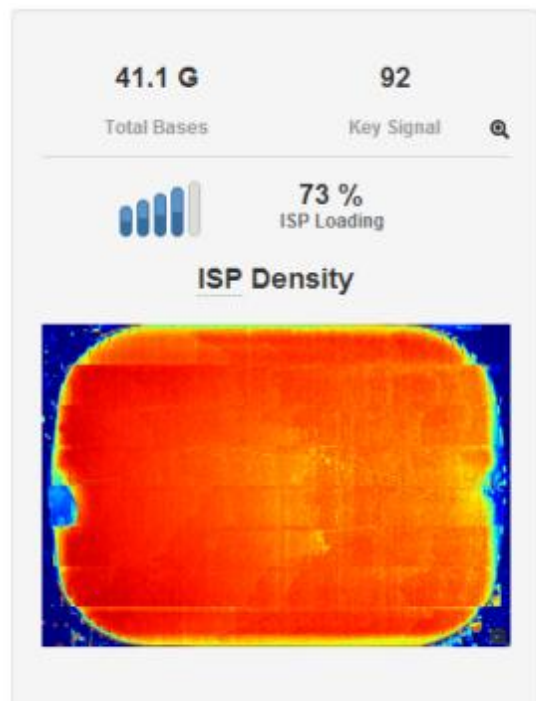 41.1 G 92
Total Bases Key Signal
73 %
ISP Loading
ISP Density